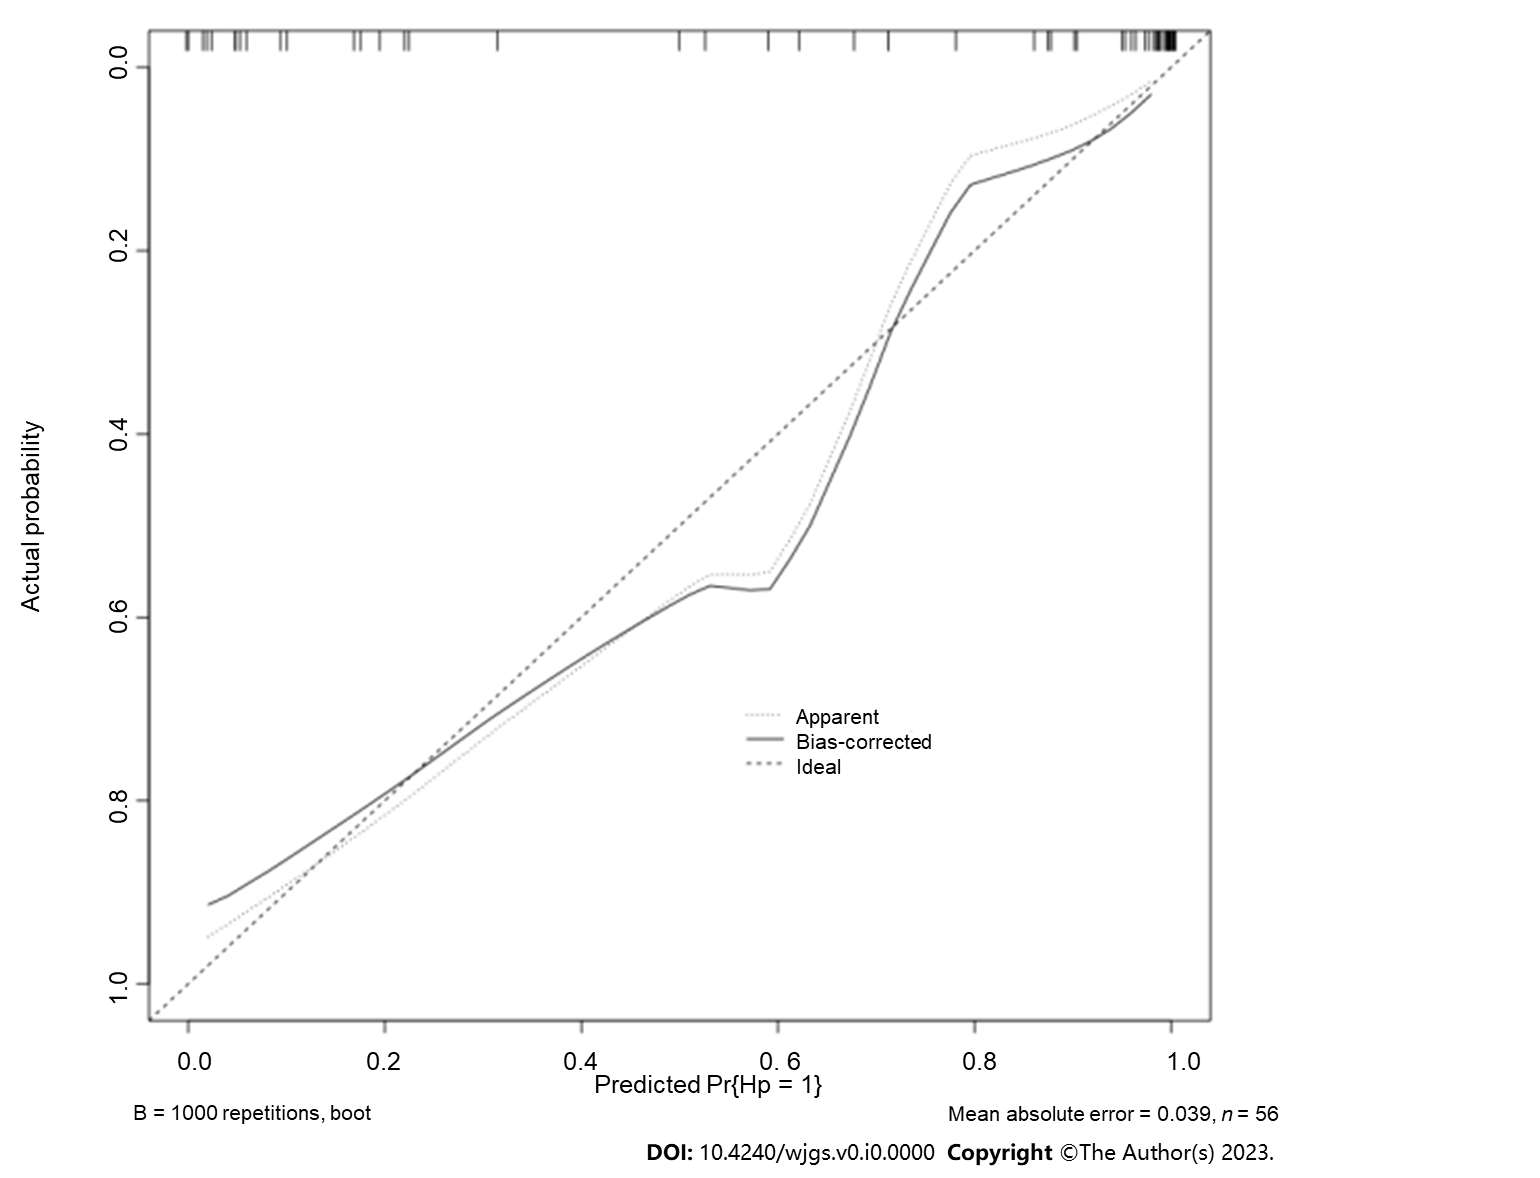 0.0
0.2
0.4
0.6
0.8
1.0
Actual probability
Apparent
Bias-corrected
Ideal
0.0 0.2 0.4 0. 6 0.8 1.0
Predicted Pr{Hp = 1}
B = 1000 repetitions, boot
Mean absolute error = 0.039, n = 56
DOI: 10.4240/wjgs.v0.i0.0000 Copyright ©The Author(s) 2023.